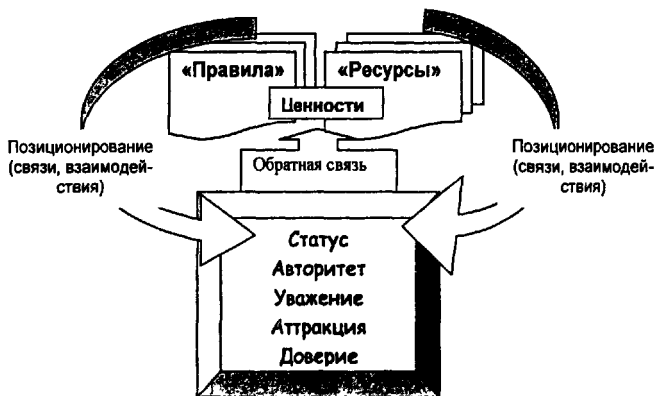 «Правила»
«Ресурсы»
Ценности
Позиционирование
(связи, взаимодей-
ствия)
Обратная связь
Позиционирование
(связи, взаимодей-
ствия)
Статус
Авторитет
Уважение
Аттракция
Доверие